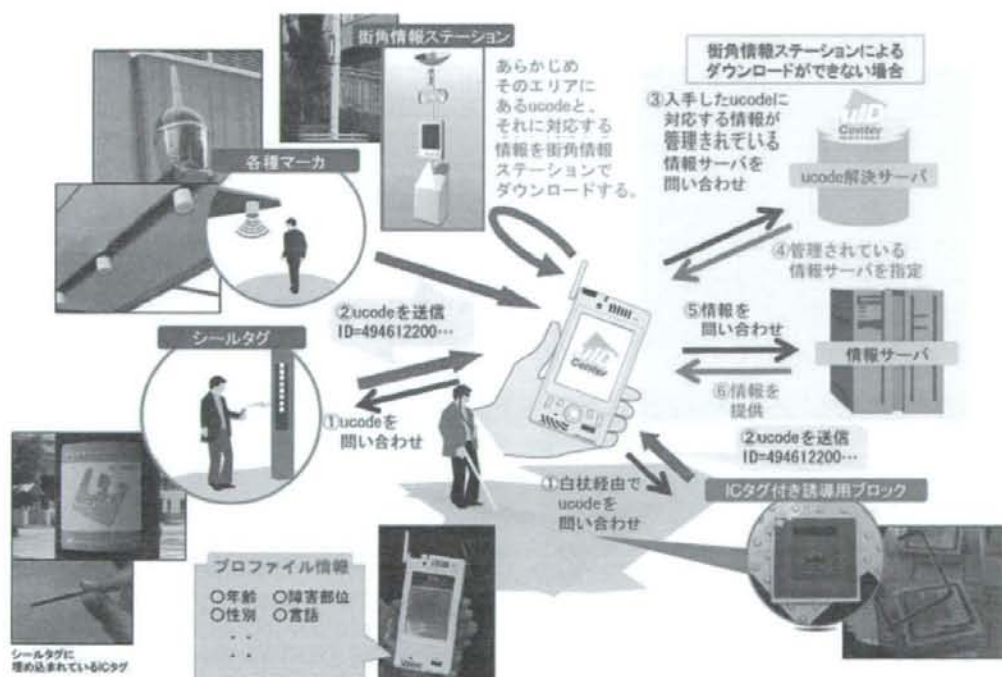 街角情報ステーション
あらかじめ
そのエリアに
あるucodeと、
それに対応する
情報を街角情報
ステーションで
ダウンロードする。
街角情報ステーションによる
ダウンロードができない場合
③入手したucodeに
対応する情報が
管理されている
情報サーバを
問い合わせ
Center
ucode解決サーバ
④管理されている
情報サーバを指定
各種マーカ
②ucodeを送信
ID=494612200…
シールタグ
①ucodeを
問い合わせ
Center
⑤情報を
問い合わせ
情報サーバ
⑥情報を
提供
②ucodeを送信
ID=494612200…
①白杖経由で
ucodeを
問い合わせ
ICタグ付き誘導用ブロック
プロファイル情報
○年齢 ○障害部位
○性別 ○言語
・ ・
・ ・
シールタグに
埋め込まれているICタグ